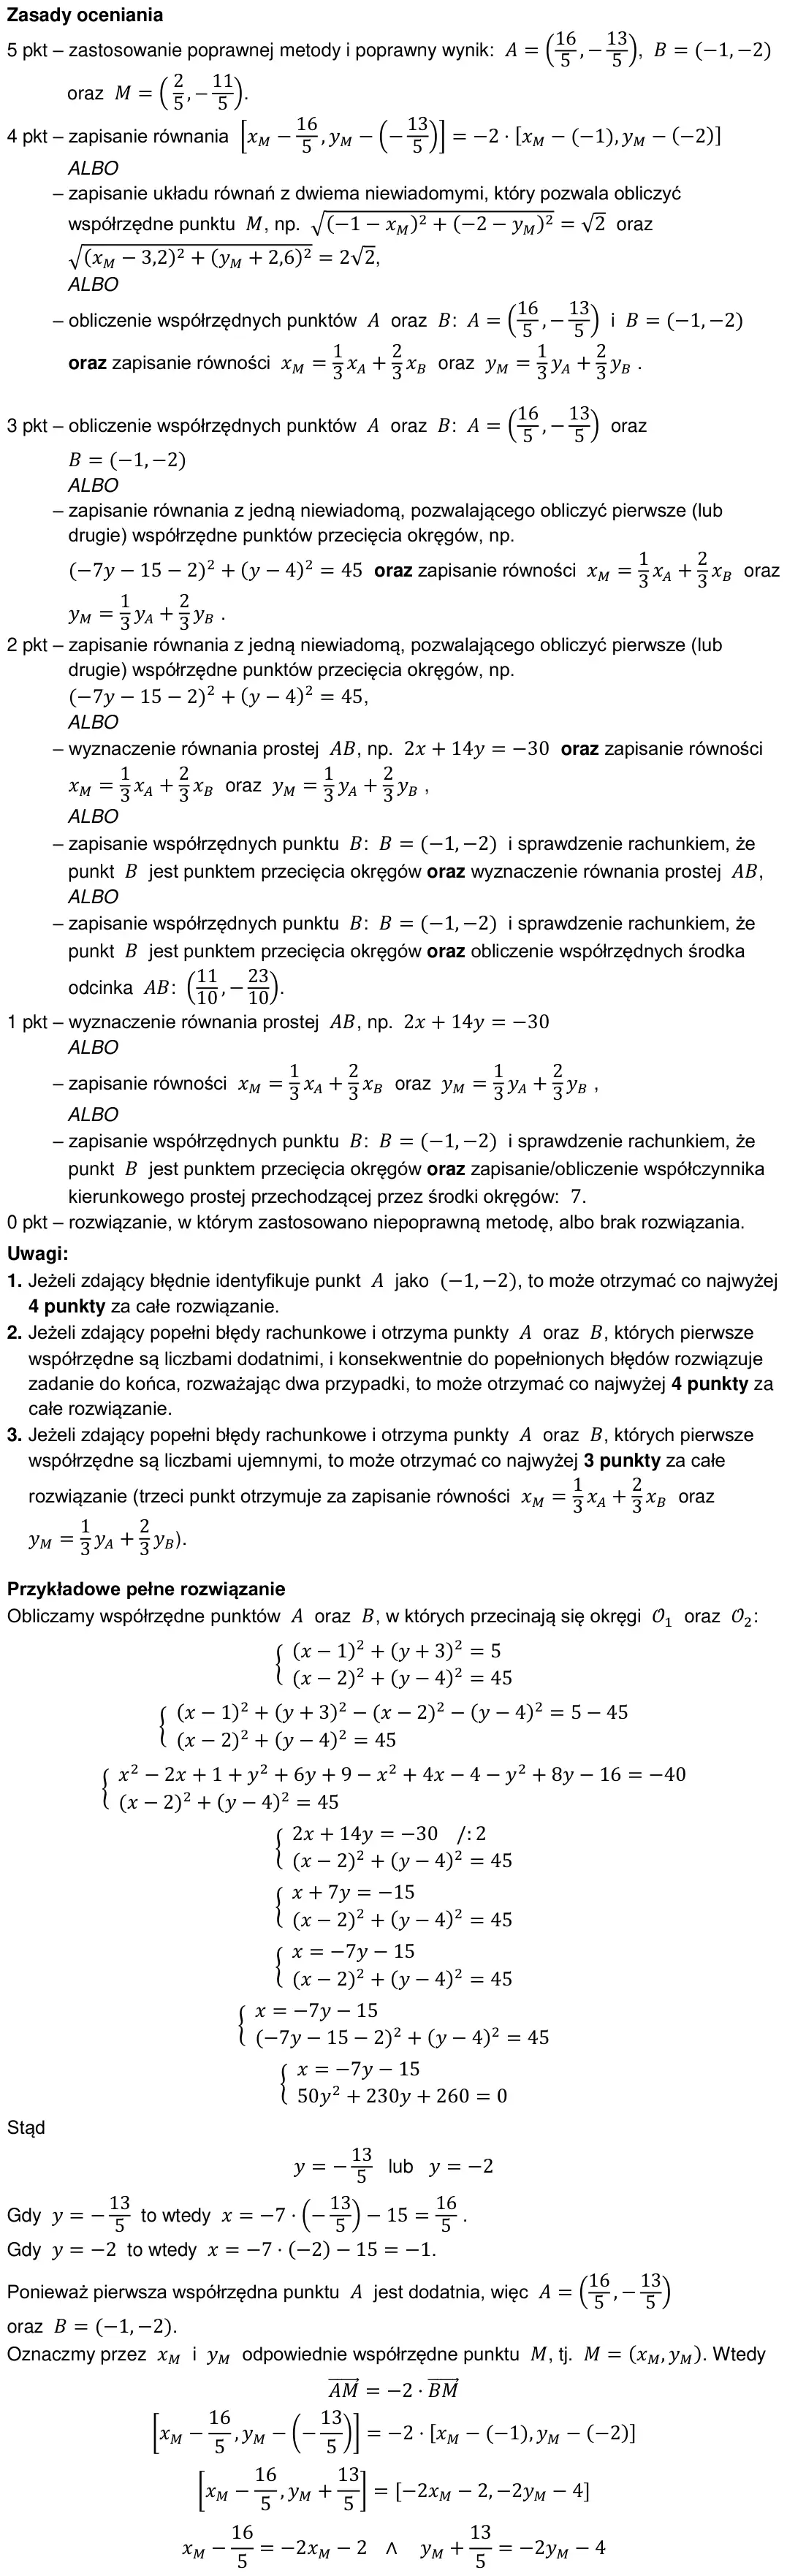 Zasady oceniania
5 pkt – zastosowanie poprawnej metody i poprawny wynik: A = (16/5, −13/5), B = (−1, −2)
oraz M = (2/5, −11/5).
4 pkt – zapisanie równania [x_M − 16/5, y_M − (−13/5)] = −2 · [x_M − (−1), y_M − (−2)]
ALBO
– zapisanie układu równań z dwiema niewiadomymi, który pozwala obliczyć
współrzędne punktu M, np. √((−1 − x_M)² + (−2 − y_M)²) = √2 oraz
√((x_M − 3,2)² + (y_M + 2,6)²) = 2√2,
ALBO
– obliczenie współrzędnych punktów A oraz B: A = (16/5, −13/5) i B = (−1, −2)
oraz zapisanie równości x_M = 1/3 x_A + 2/3 x_B oraz y_M = 1/3 y_A + 2/3 y_B .
3 pkt – obliczenie współrzędnych punktów A oraz B: A = (16/5, −13/5) oraz
B = (−1, −2)
ALBO
– zapisanie równania z jedną niewiadomą, pozwalającego obliczyć pierwsze (lub
drugie) współrzędne punktów przecięcia okręgów, np.
(−7y − 15 − 2)² + (y − 4)² = 45 oraz zapisanie równości x_M = 1/3 x_A + 2/3 x_B oraz
y_M = 1/3 y_A + 2/3 y_B .
2 pkt – zapisanie równania z jedną niewiadomą, pozwalającego obliczyć pierwsze (lub
drugie) współrzędne punktów przecięcia okręgów, np.
(−7y − 15 − 2)² + (y − 4)² = 45,
ALBO
– wyznaczenie równania prostej AB, np. 2x + 14y = −30 oraz zapisanie równości
x_M = 1/3 x_A + 2/3 x_B oraz y_M = 1/3 y_A + 2/3 y_B ,
ALBO
– zapisanie współrzędnych punktu B: B = (−1, −2) i sprawdzenie rachunkiem, że
punkt B jest punktem przecięcia okręgów oraz wyznaczenie równania prostej AB,
ALBO
– zapisanie współrzędnych punktu B: B = (−1, −2) i sprawdzenie rachunkiem, że
punkt B jest punktem przecięcia okręgów oraz obliczenie współrzędnych środka
odcinka AB: (11/10, −23/10).
1 pkt – wyznaczenie równania prostej AB, np. 2x + 14y = −30
ALBO
– zapisanie równości x_M = 1/3 x_A + 2/3 x_B oraz y_M = 1/3 y_A + 2/3 y_B ,
ALBO
– zapisanie współrzędnych punktu B: B = (−1, −2) i sprawdzenie rachunkiem, że
punkt B jest punktem przecięcia okręgów oraz zapisanie/obliczenie współczynnika
kierunkowego prostej przechodzącej przez środki okręgów: 7.
0 pkt – rozwiązanie, w którym zastosowano niepoprawną metodę, albo brak rozwiązania.
Uwagi:
1. Jeżeli zdający błędnie identyfikuje punkt A jako (−1, −2), to może otrzymać co najwyżej
4 punkty za całe rozwiązanie.
2. Jeżeli zdający popełni błędy rachunkowe i otrzyma punkty A oraz B, których pierwsze
współrzędne są liczbami dodatnimi, i konsekwentnie do popełnionych błędów rozwiązuje
zadanie do końca, rozważając dwa przypadki, to może otrzymać co najwyżej 4 punkty za
całe rozwiązanie.
3. Jeżeli zdający popełni błędy rachunkowe i otrzyma punkty A oraz B, których pierwsze
współrzędne są liczbami ujemnymi, to może otrzymać co najwyżej 3 punkty za całe
rozwiązanie (trzeci punkt otrzymuje za zapisanie równości x_M = 1/3 x_A + 2/3 x_B oraz
y_M = 1/3 y_A + 2/3 y_B).
Przykładowe pełne rozwiązanie
Obliczamy współrzędne punktów A oraz B, w których przecinają się okręgi 𝒪₁ oraz 𝒪₂:
{ (x − 1)² + (y + 3)² = 5
(x − 2)² + (y − 4)² = 45
{ (x − 1)² + (y + 3)² − (x − 2)² − (y − 4)² = 5 − 45
(x − 2)² + (y − 4)² = 45
{ x² − 2x + 1 + y² + 6y + 9 − x² + 4x − 4 − y² + 8y − 16 = −40
(x − 2)² + (y − 4)² = 45
{ 2x + 14y = −30 /: 2
(x − 2)² + (y − 4)² = 45
{ x + 7y = −15
(x − 2)² + (y − 4)² = 45
{ x = −7y − 15
(x − 2)² + (y − 4)² = 45
{ x = −7y − 15
(−7y − 15 − 2)² + (y − 4)² = 45
{ x = −7y − 15
50y² + 230y + 260 = 0
Stąd
y = −13/5 lub y = −2
Gdy y = −13/5 to wtedy x = −7 · (−13/5) − 15 = 16/5 .
Gdy y = −2 to wtedy x = −7 · (−2) − 15 = −1.
Ponieważ pierwsza współrzędna punktu A jest dodatnia, więc A = (16/5, −13/5)
oraz B = (−1, −2).
Oznaczmy przez x_M i y_M odpowiednie współrzędne punktu M, tj. M = (x_M, y_M). Wtedy
A͞M⃗ = −2 · B͞M⃗
[x_M − 16/5, y_M − (−13/5)] = −2 · [x_M − (−1), y_M − (−2)]
[x_M − 16/5, y_M + 13/5] = [−2x_M − 2, −2y_M − 4]
x_M − 16/5 = −2x_M − 2 ∧ y_M + 13/5 = −2y_M − 4